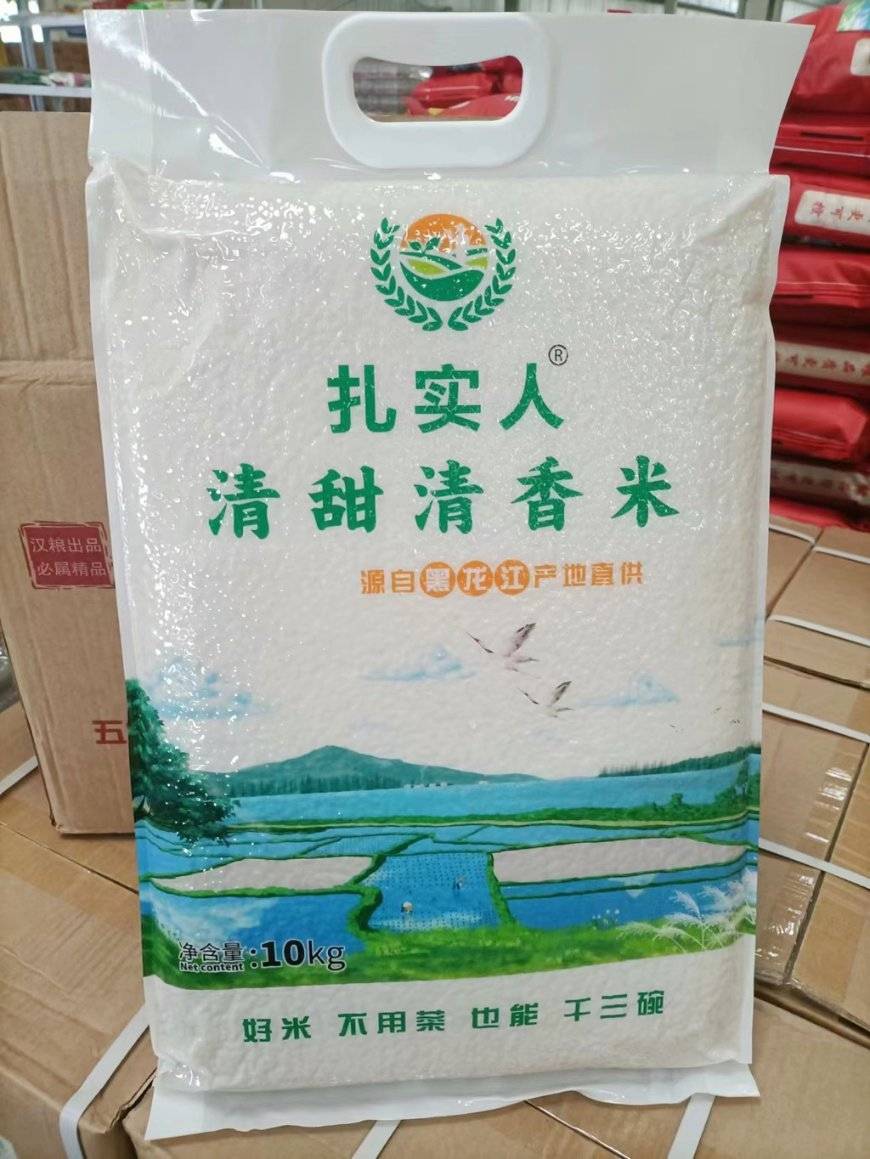 ®
扎实人
清甜清香米
源自黑龙江产地直供
汉粮出品
必属精品
五
净含量:10kg
Net content
好米 不用菜 也能 干三碗